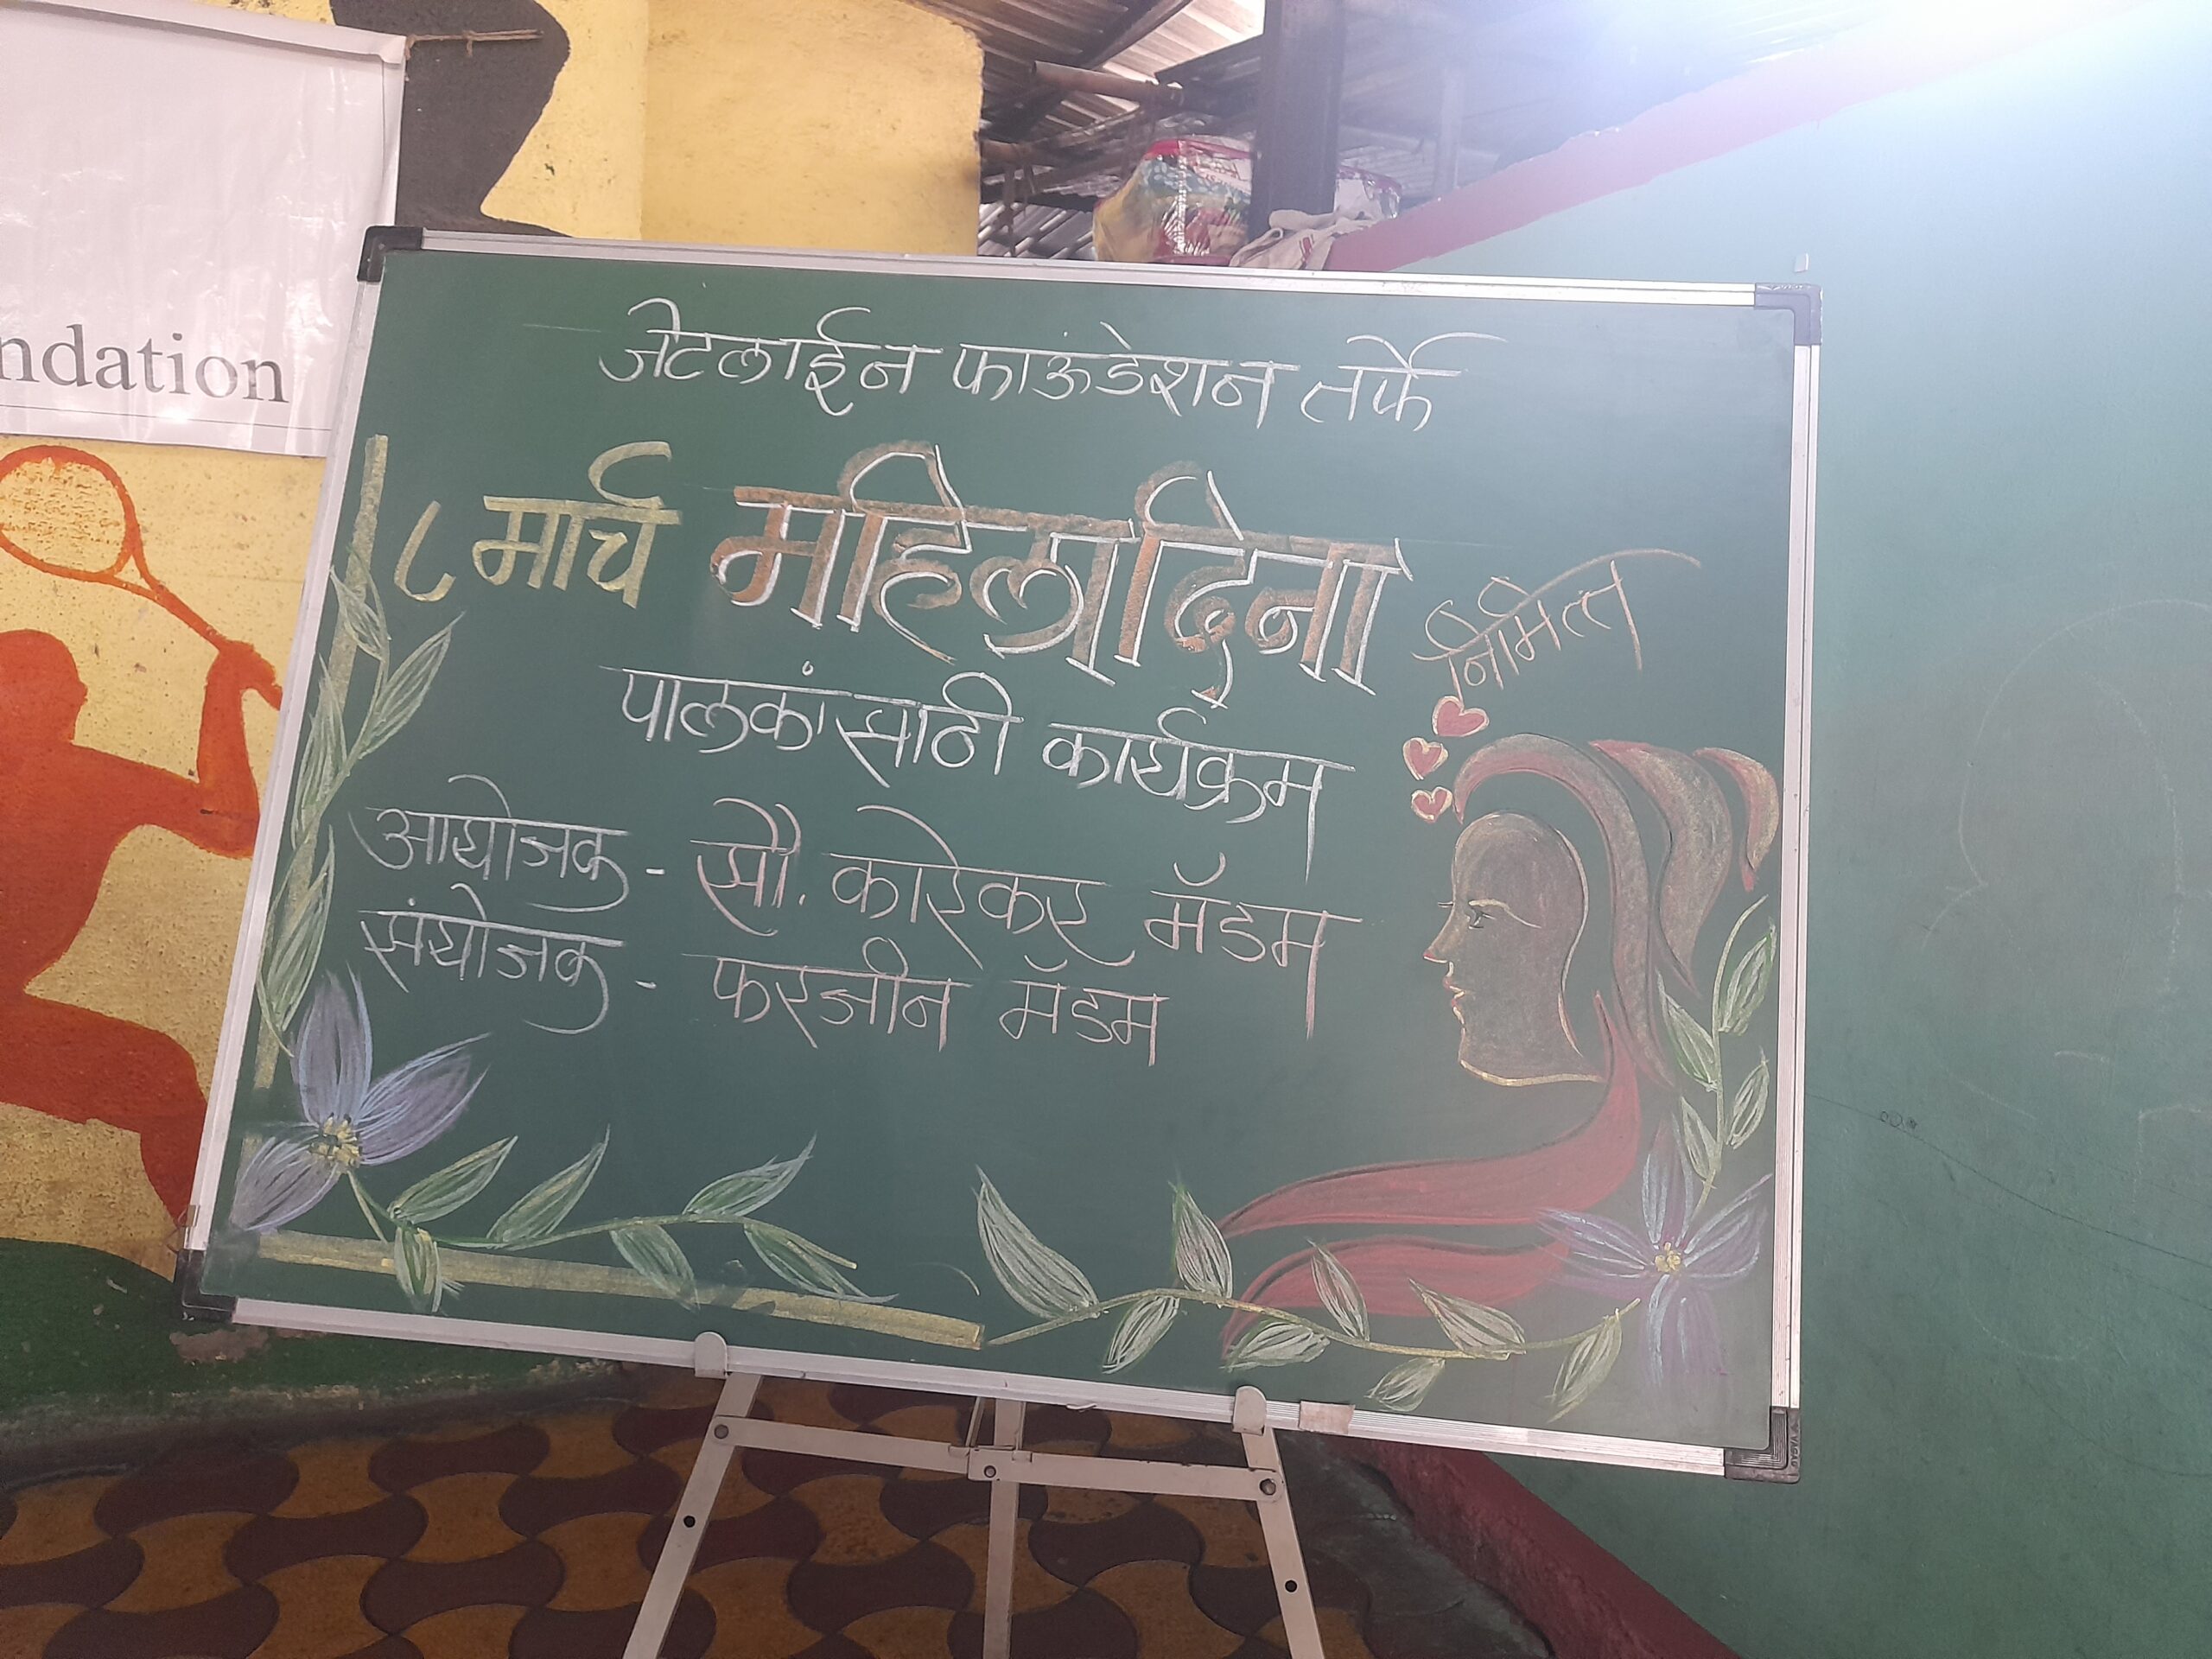 ndation
जेटलाईन फाऊंडेशन तर्फे
८ मार्च महिलादिना निमित्त
पालकांसाठी कार्यक्रम
आयोजक - सौ. कारेकर मॅडम
संयोजक - फरजीन मॅडम